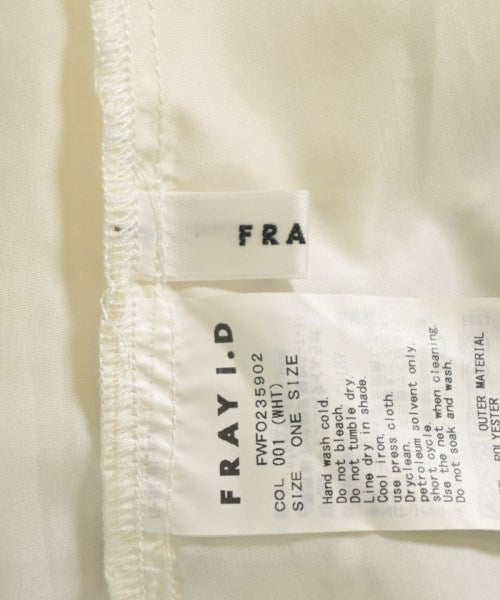 FRA
FRAY I.D
FWFO235902
COL 001 (WHT)
SIZE ONE SIZE
Hand wash cold.
Do not bleach.
Do not tumble dry.
Line dry in shade.
Cool iron.
use press cloth.
Dryclean.
petroleum solvent only.
short cycle.
Use the net when cleaning.
Do not soak and wash.
OUTER MATERIAL
POLYESTER